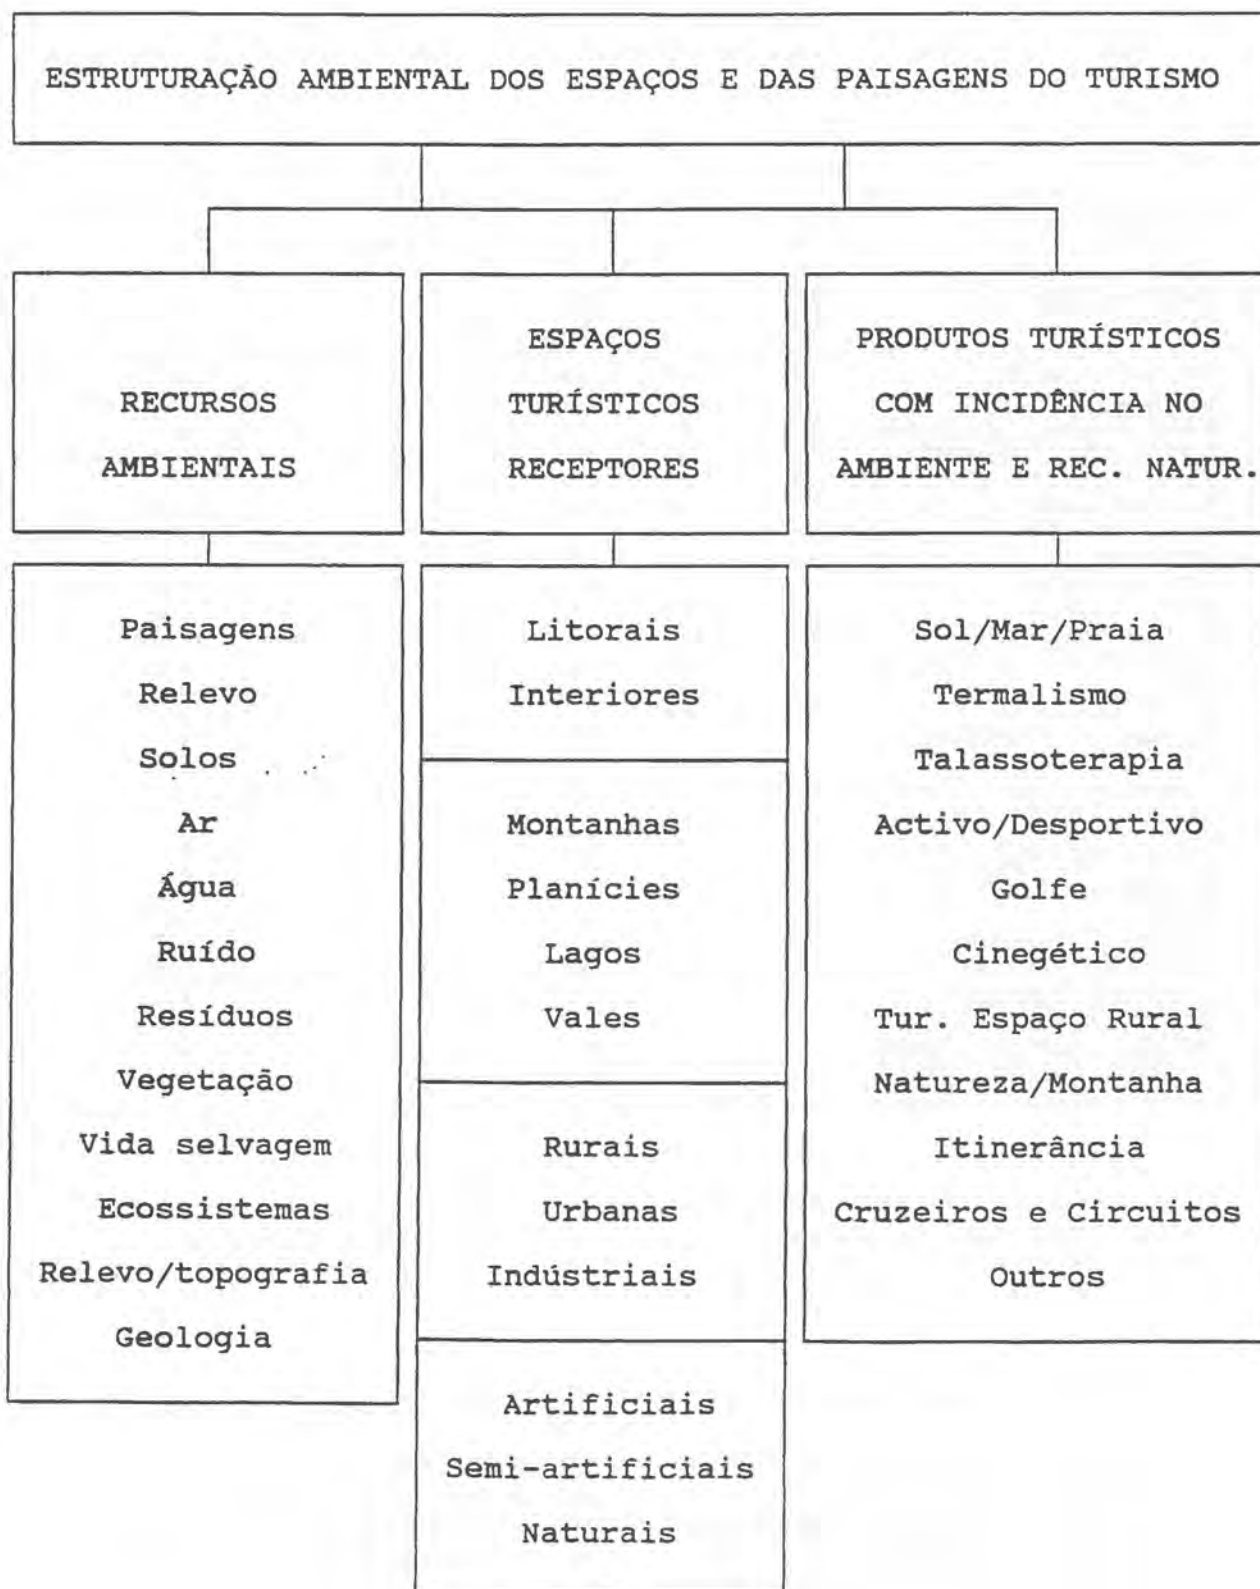 ESTRUTURAÇÃO AMBIENTAL DOS ESPAÇOS E DAS PAISAGENS DO TURISMO
RECURSOS
AMBIENTAIS
ESPAÇOS
TURÍSTICOS
RECEPTORES
PRODUTOS TURÍSTICOS
COM INCIDÊNCIA NO
AMBIENTE E REC. NATUR.
Paisagens
Relevo
Solos
Ar
Água
Ruído
Resíduos
Vegetação
Vida selvagem
Ecossistemas
Relevo/topografia
Geologia
Litorais
Interiores
Montanhas
Planícies
Lagos
Vales
Rurais
Urbanas
Indústriais
Artificiais
Semi-artificiais
Naturais
Sol/Mar/Praia
Termalismo
Talassoterapia
Activo/Desportivo
Golfe
Cinegético
Tur. Espaço Rural
Natureza/Montanha
Itinerância
Cruzeiros e Circuitos
Outros